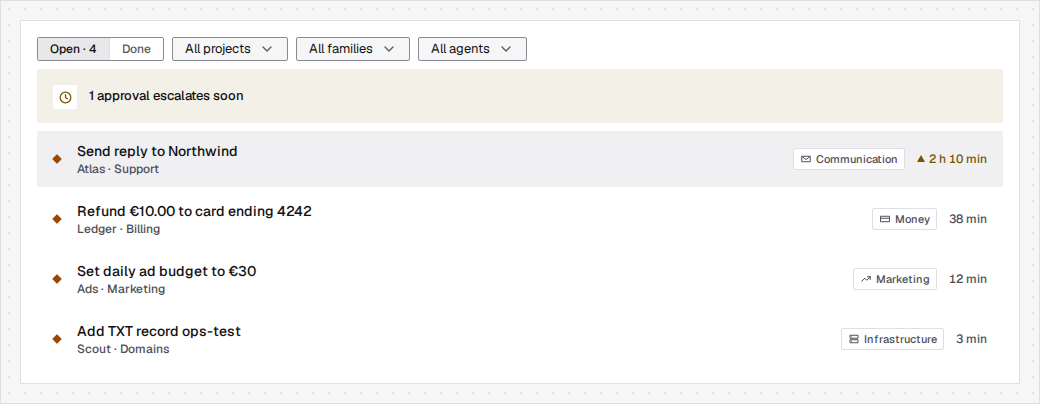 Open · 4 Done All projects All families All agents
1 approval escalates soon
Send reply to Northwind
Atlas · Support
Communication ▲ 2 h 10 min
Refund €10.00 to card ending 4242
Ledger · Billing
Money 38 min
Set daily ad budget to €30
Ads · Marketing
Marketing 12 min
Add TXT record ops-test
Scout · Domains
Infrastructure 3 min